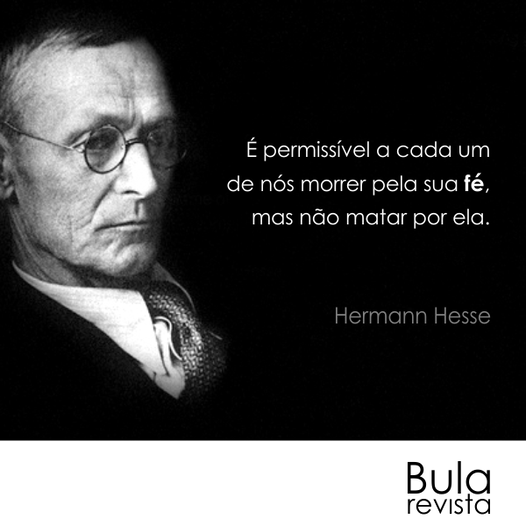 É permissível a cada um
de nós morrer pela sua fé,
mas não matar por ela.
Hermann Hesse
Bula
revista